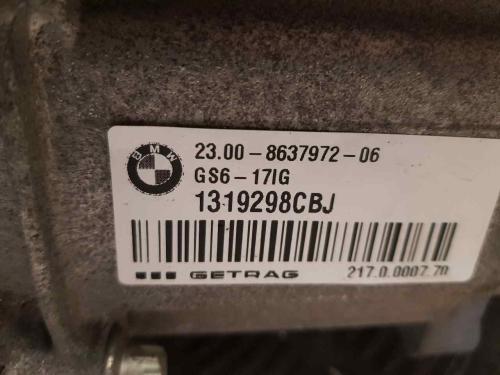 BMW
23.00-8637972-06
GS6-17IG
1319298CBJ
GETRAG
217.0.0007.70